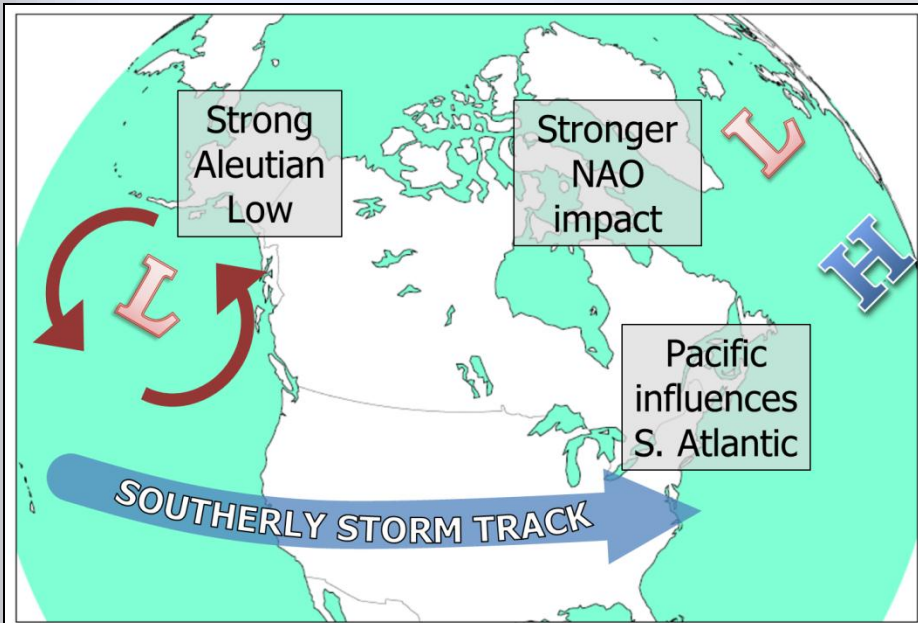 Strong
Aleutian
Low
Stronger
NAO
impact
L
H
L
Pacific
influences
S. Atlantic
SOUTHERLY STORM TRACK